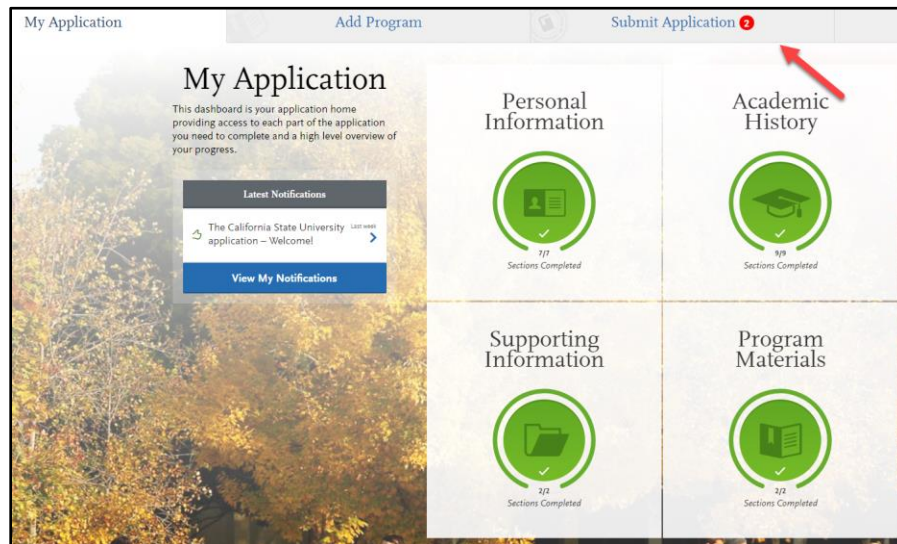 My Application
Add Program
Submit Application 2
My Application
This dashboard is your application home
providing access to each part of the application
you need to complete and a high level overview of
your progress.
Latest Notifications
The California State University Last week
application – Welcome!
View My Notifications
Personal
Information
7/7
Sections Completed
Academic
History
9/9
Sections Completed
Supporting
Information
2/2
Sections Completed
Program
Materials
2/2
Sections Completed